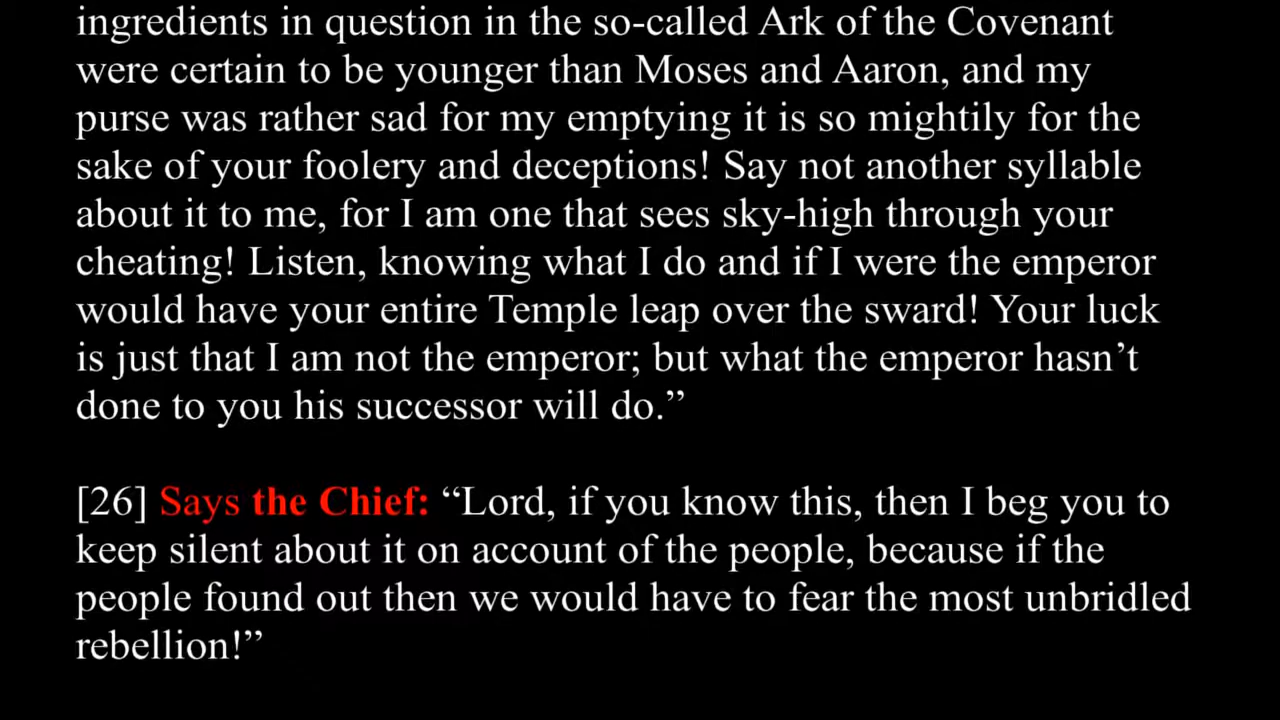 ingredients in question in the so-called Ark of the Covenant
were certain to be younger than Moses and Aaron, and my
purse was rather sad for my emptying it is so mightily for the
sake of your foolery and deceptions! Say not another syllable
about it to me, for I am one that sees sky-high through your
cheating! Listen, knowing what I do and if I were the emperor
would have your entire Temple leap over the sward! Your luck
is just that I am not the emperor; but what the emperor hasn’t
done to you his successor will do.”
[26] Says the Chief: “Lord, if you know this, then I beg you to
keep silent about it on account of the people, because if the
people found out then we would have to fear the most unbridled
rebellion!”